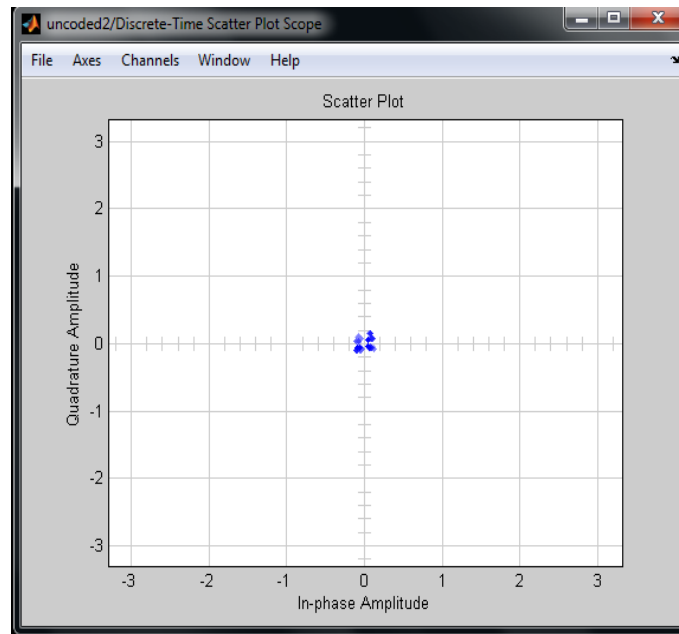 uncoded2/Discrete-Time Scatter Plot Scope
File Axes Channels Window Help
Scatter Plot
3
2
1
0
-1
-2
-3
Quadrature Amplitude
-3 -2 -1 0 1 2 3
In-phase Amplitude